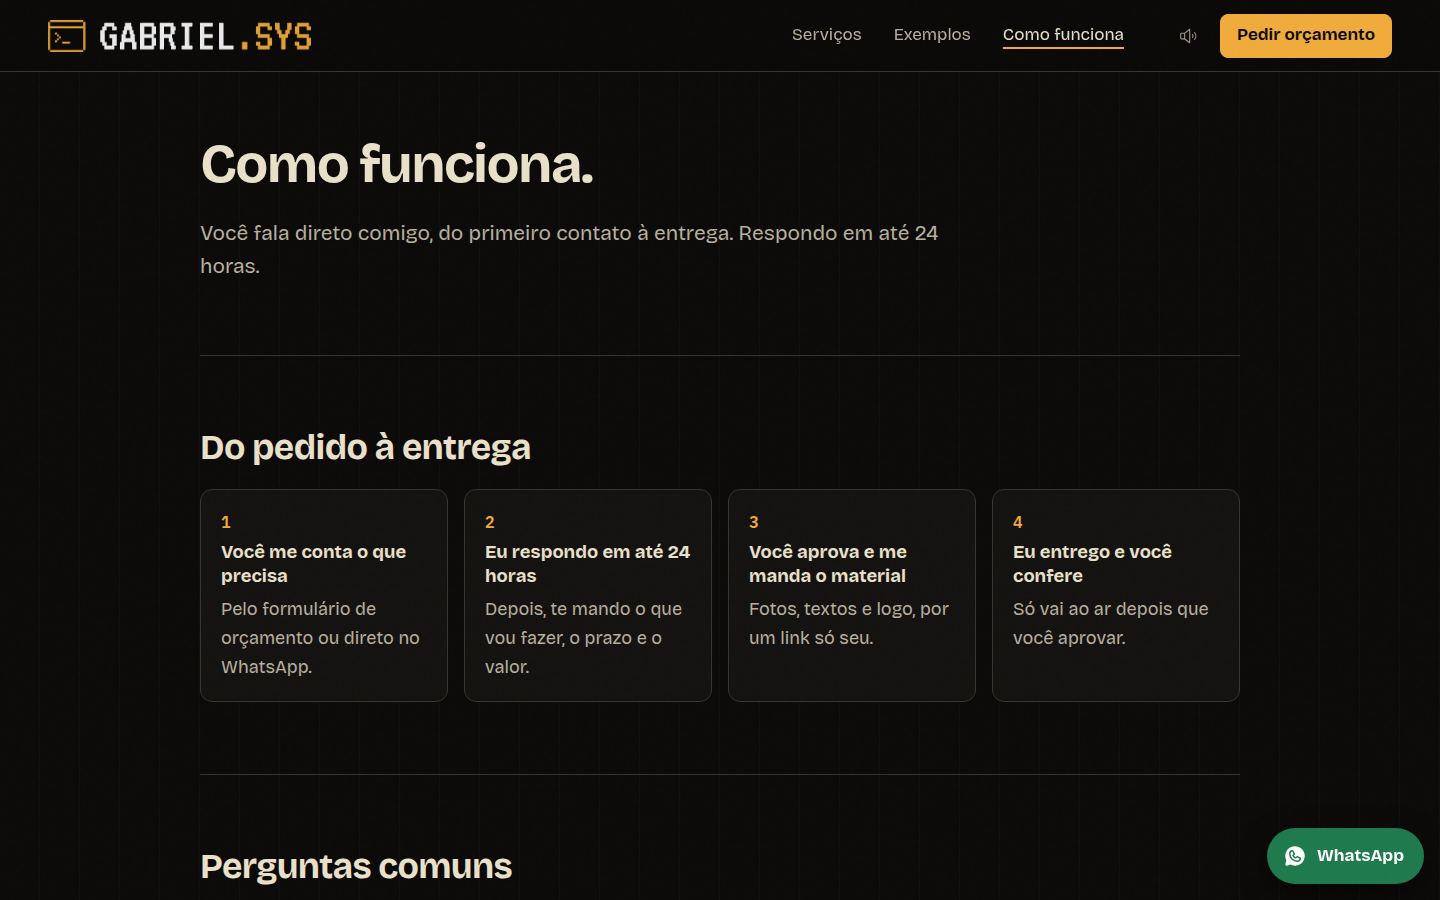 GABRIEL.SYS
Serviços
Exemplos
Como funciona
Pedir orçamento
Como funciona.
Você fala direto comigo, do primeiro contato à entrega. Respondo em até 24
horas.
Do pedido à entrega
1
Você me conta o que
precisa
Pelo formulário de
orçamento ou direto no
WhatsApp.
2
Eu respondo em até 24
horas
Depois, te mando o que
vou fazer, o prazo e o
valor.
3
Você aprova e me
manda o material
Fotos, textos e logo, por
um link só seu.
4
Eu entrego e você
confere
Só vai ao ar depois que
você aprovar.
Perguntas comuns
WhatsApp